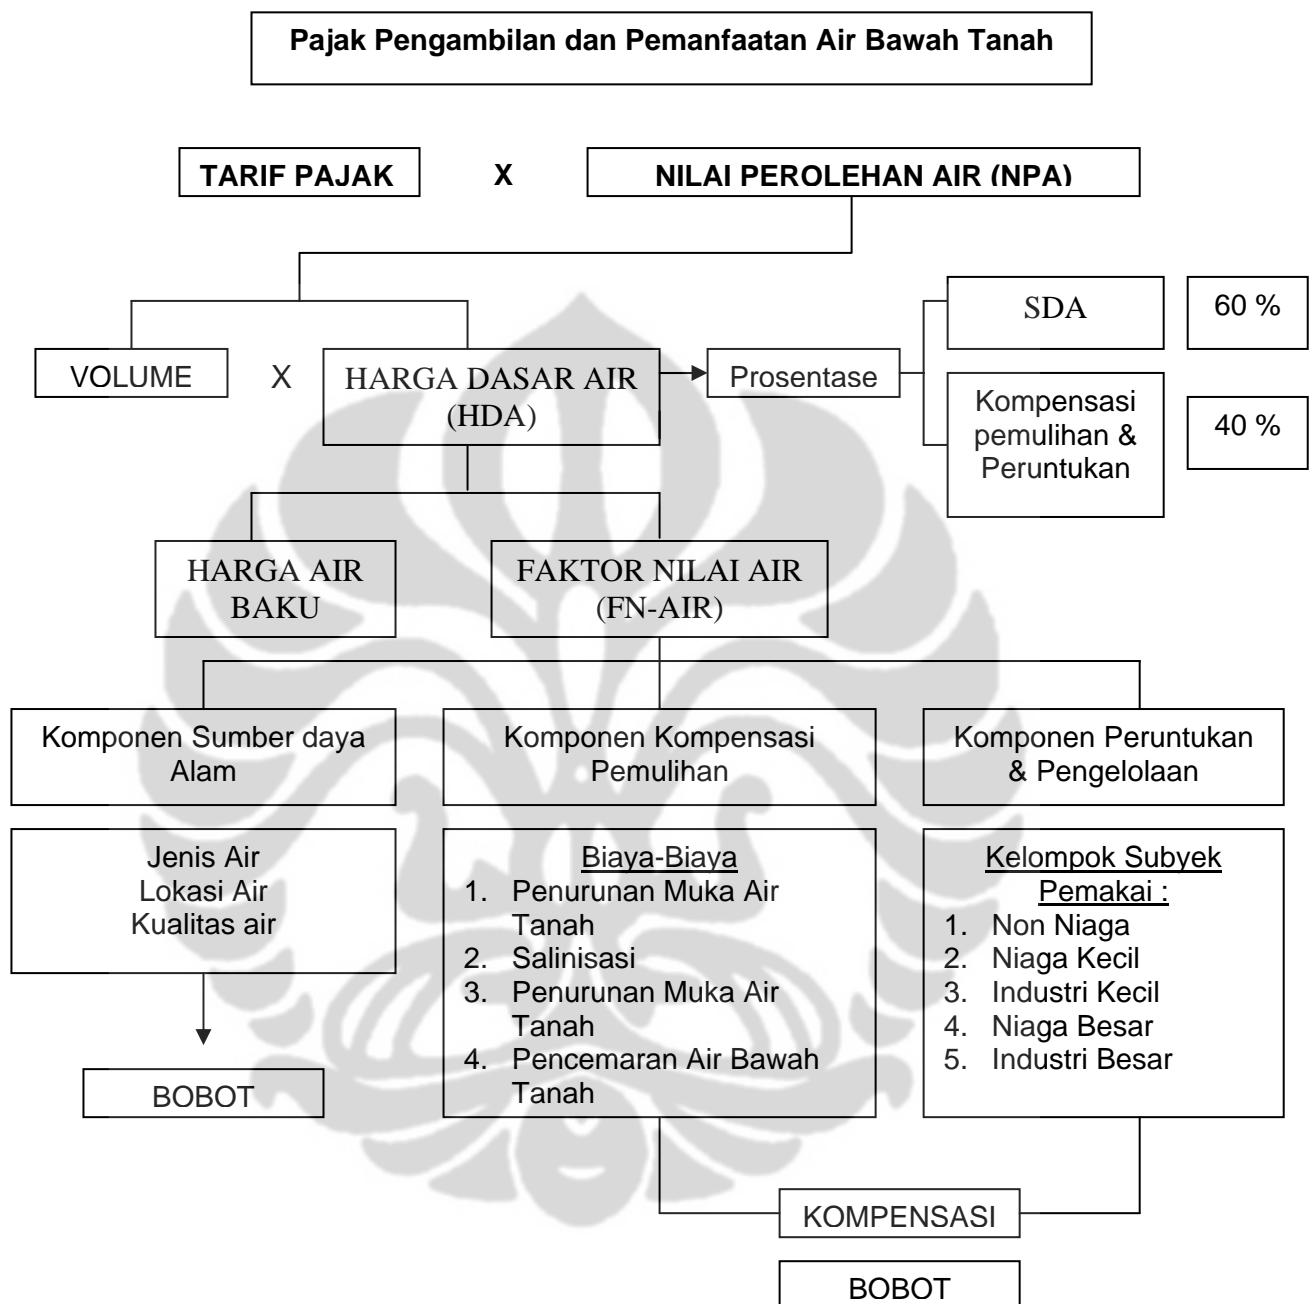 Pajak Pengambilan dan Pemanfaatan Air Bawah Tanah
TARIF PAJAK X NILAI PEROLEHAN AIR (NPA)
SDA 60 %
VOLUME X HARGA DASAR AIR
(HDA)
Prosentase
Kompensasi
pemulihan &
Peruntukan
40 %
HARGA AIR
BAKU
FAKTOR NILAI AIR
(FN-AIR)
Komponen Sumber daya
Alam
Komponen Kompensasi
Pemulihan
Komponen Peruntukan
& Pengelolaan
Jenis Air
Lokasi Air
Kualitas air
BOBOT
Biaya-Biaya
1. Penurunan Muka Air
Tanah
2. Salinisasi
3. Penurunan Muka Air
Tanah
4. Pencemaran Air Bawah
Tanah
Kelompok Subyek
Pemakai :
1. Non Niaga
2. Niaga Kecil
3. Industri Kecil
4. Niaga Besar
5. Industri Besar
KOMPENSASI
BOBOT